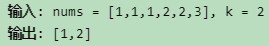 输入: nums = [1,1,1,2,2,3], k = 2
输出: [1,2]